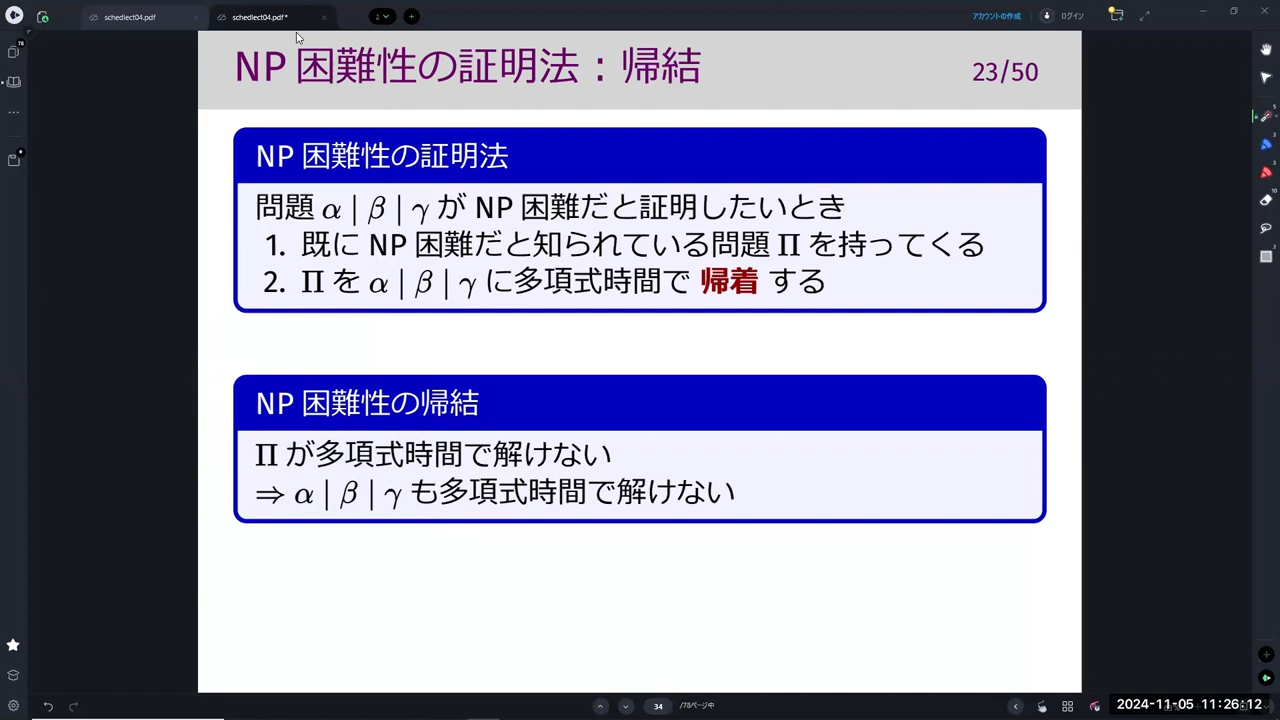 schedlect04.pdf
schedlect04.pdf*
2
アカウントの作成
ログイン
78
NP 困難性の証明法：帰結
23/50
NP 困難性の証明法
問題 α | β | γ が NP 困難だと証明したいとき
1. 既に NP 困難だと知られている問題 Π を持ってくる
2. Π を α | β | γ に多項式時間で 帰着 する
NP 困難性の帰結
Π が多項式時間で解けない
⇒ α | β | γ も多項式時間で解けない
34
/78ページ中
2024-11-05 11:26:12